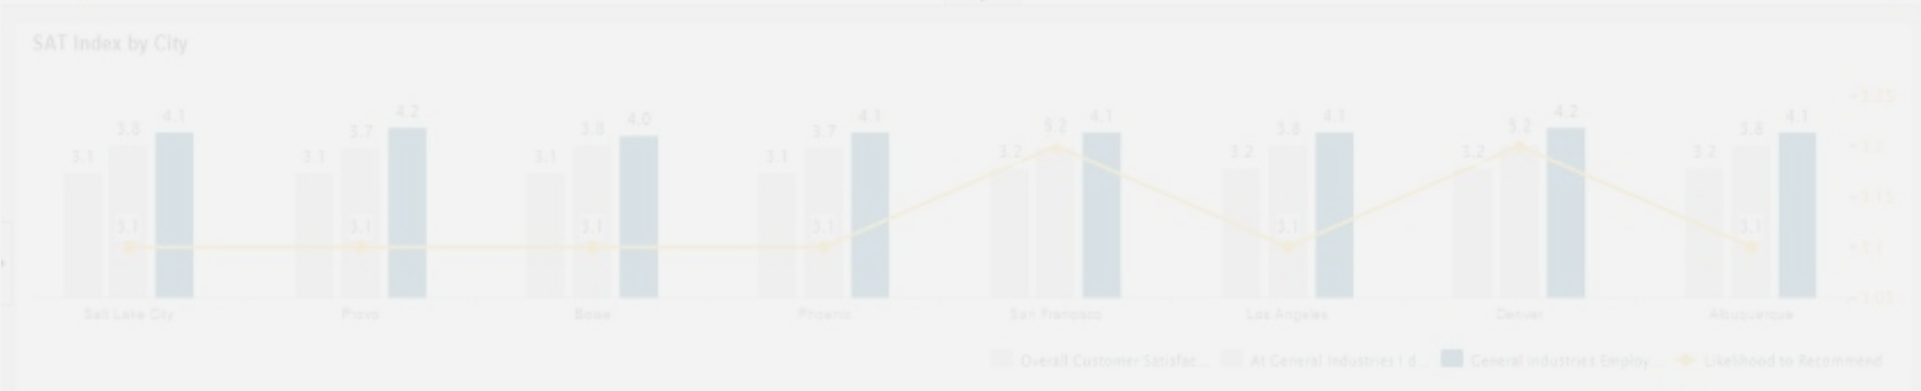 SAT Index by City
3.1 3.8 4.1 3.1 3.7 4.2 3.1 3.8 4.0 3.1 3.7 4.1 3.2 3.2 4.1 3.2 3.8 4.1 3.2 3.2 4.2 3.2 3.8 4.1
3.1 3.1 3.1 3.1 3.1 3.1
Salt Lake City Provo Boise Phoenix San Francisco Los Angeles Denver Albuquerque
Overall Customer Satisfac... At General Industries I d... General Industries Employ... Likelihood to Recommend